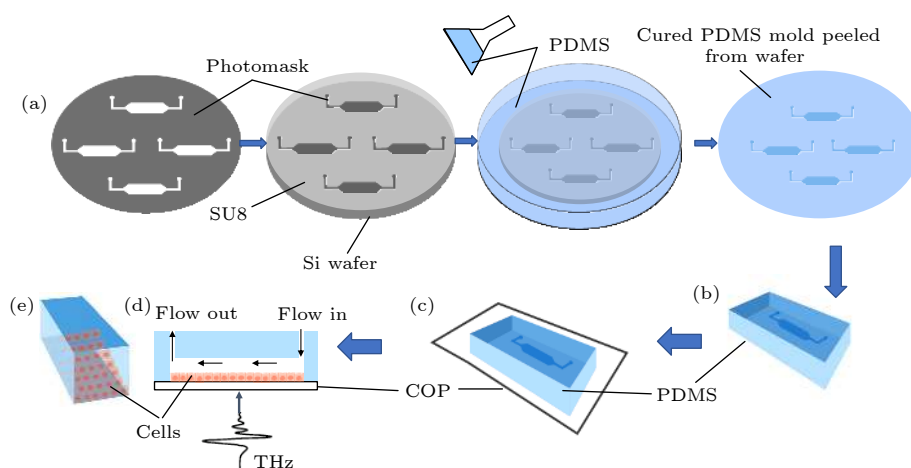 (a)
Photomask
SU8
Si wafer
PDMS
Cured PDMS mold peeled
from wafer
(b)
PDMS
(c)
COP
(d)
Flow out
Flow in
THz
(e)
Cells